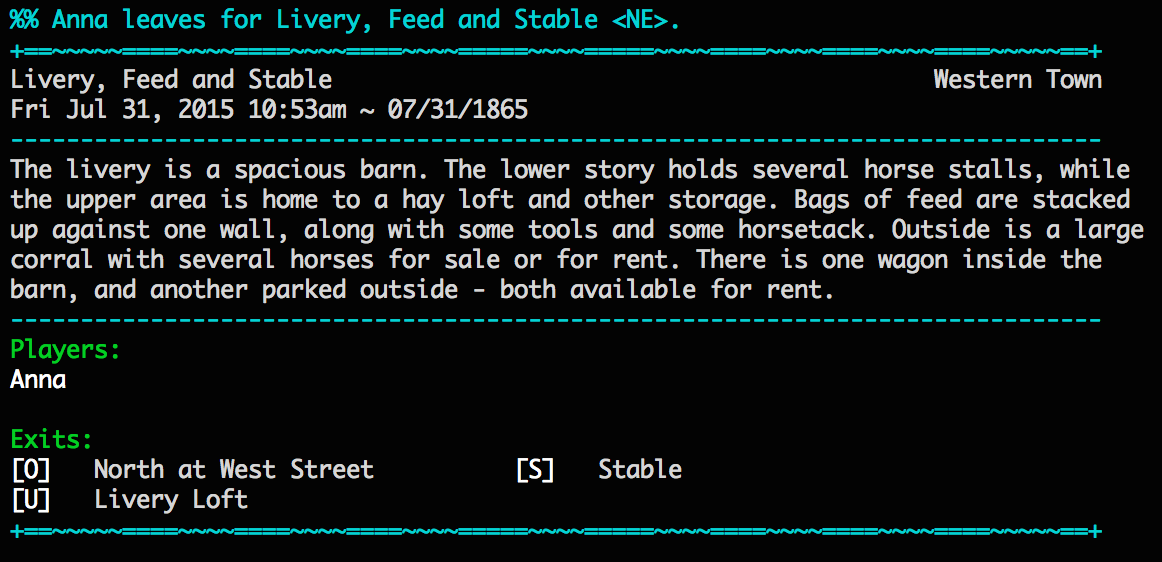 %% Anna leaves for Livery, Feed and Stable <NE>.
+==~~~~~====~~~~====~~~~====~~~~====~~~~====~~~~====~~~~====~~~~====~~~~~==+
Livery, Feed and Stable Western Town
Fri Jul 31, 2015 10:53am ~ 07/31/1865
------------------------------------------------------------------------------
The livery is a spacious barn. The lower story holds several horse stalls, while
the upper area is home to a hay loft and other storage. Bags of feed are stacked
up against one wall, along with some tools and some horsetack. Outside is a large
corral with several horses for sale or for rent. There is one wagon inside the
barn, and another parked outside - both available for rent.
------------------------------------------------------------------------------
Players:
Anna
Exits:
[O] North at West Street [S] Stable
[U] Livery Loft
+==~~~~~====~~~~====~~~~====~~~~====~~~~====~~~~====~~~~====~~~~====~~~~~==+